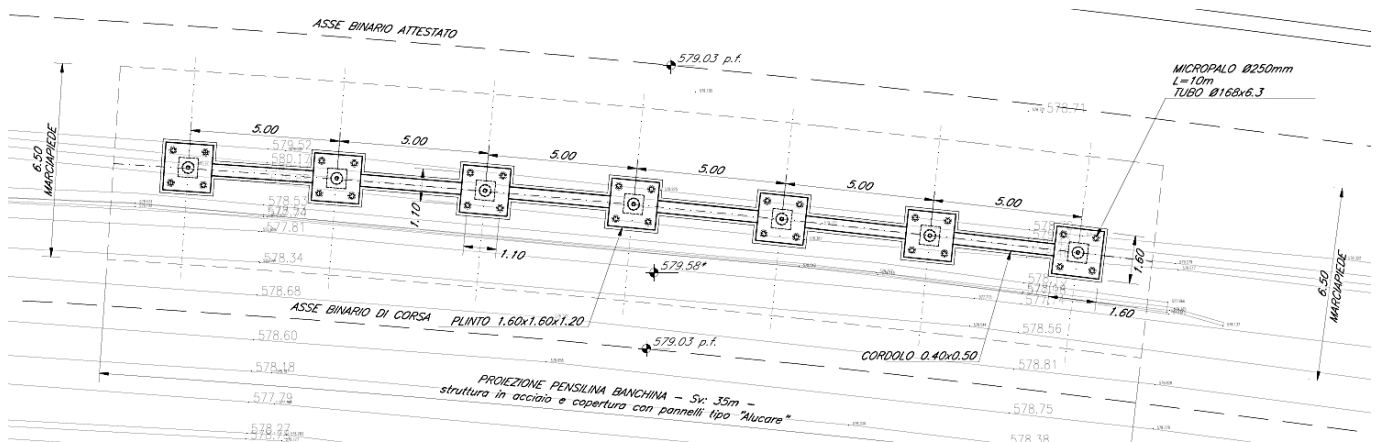 ASSE BINARIO ATTESTATO
579.03 p.f.
578.71
MICROPALO Ø250mm
L=10m
TUBO Ø168x6.3
6.50
MARCIAPIEDE
5.00
5.00
5.00
5.00
5.00
5.00
579.52
580.17
578.53
577.81
578.34
578.68
1.10
1.10
1.60
1.60
6.50
MARCIAPIEDE
579.58*
ASSE BINARIO DI CORSA
PLINTO 1.60x1.60x1.20
579.03 p.f.
CORDOLO 0.40x0.50
578.56
578.81
578.60
578.18
577.79
578.27
578.75
578.38
PROIEZIONE PENSILINA BANCHINA - Sv: 35m -
struttura in acciaio e copertura con pannelli tipo "Alucare"